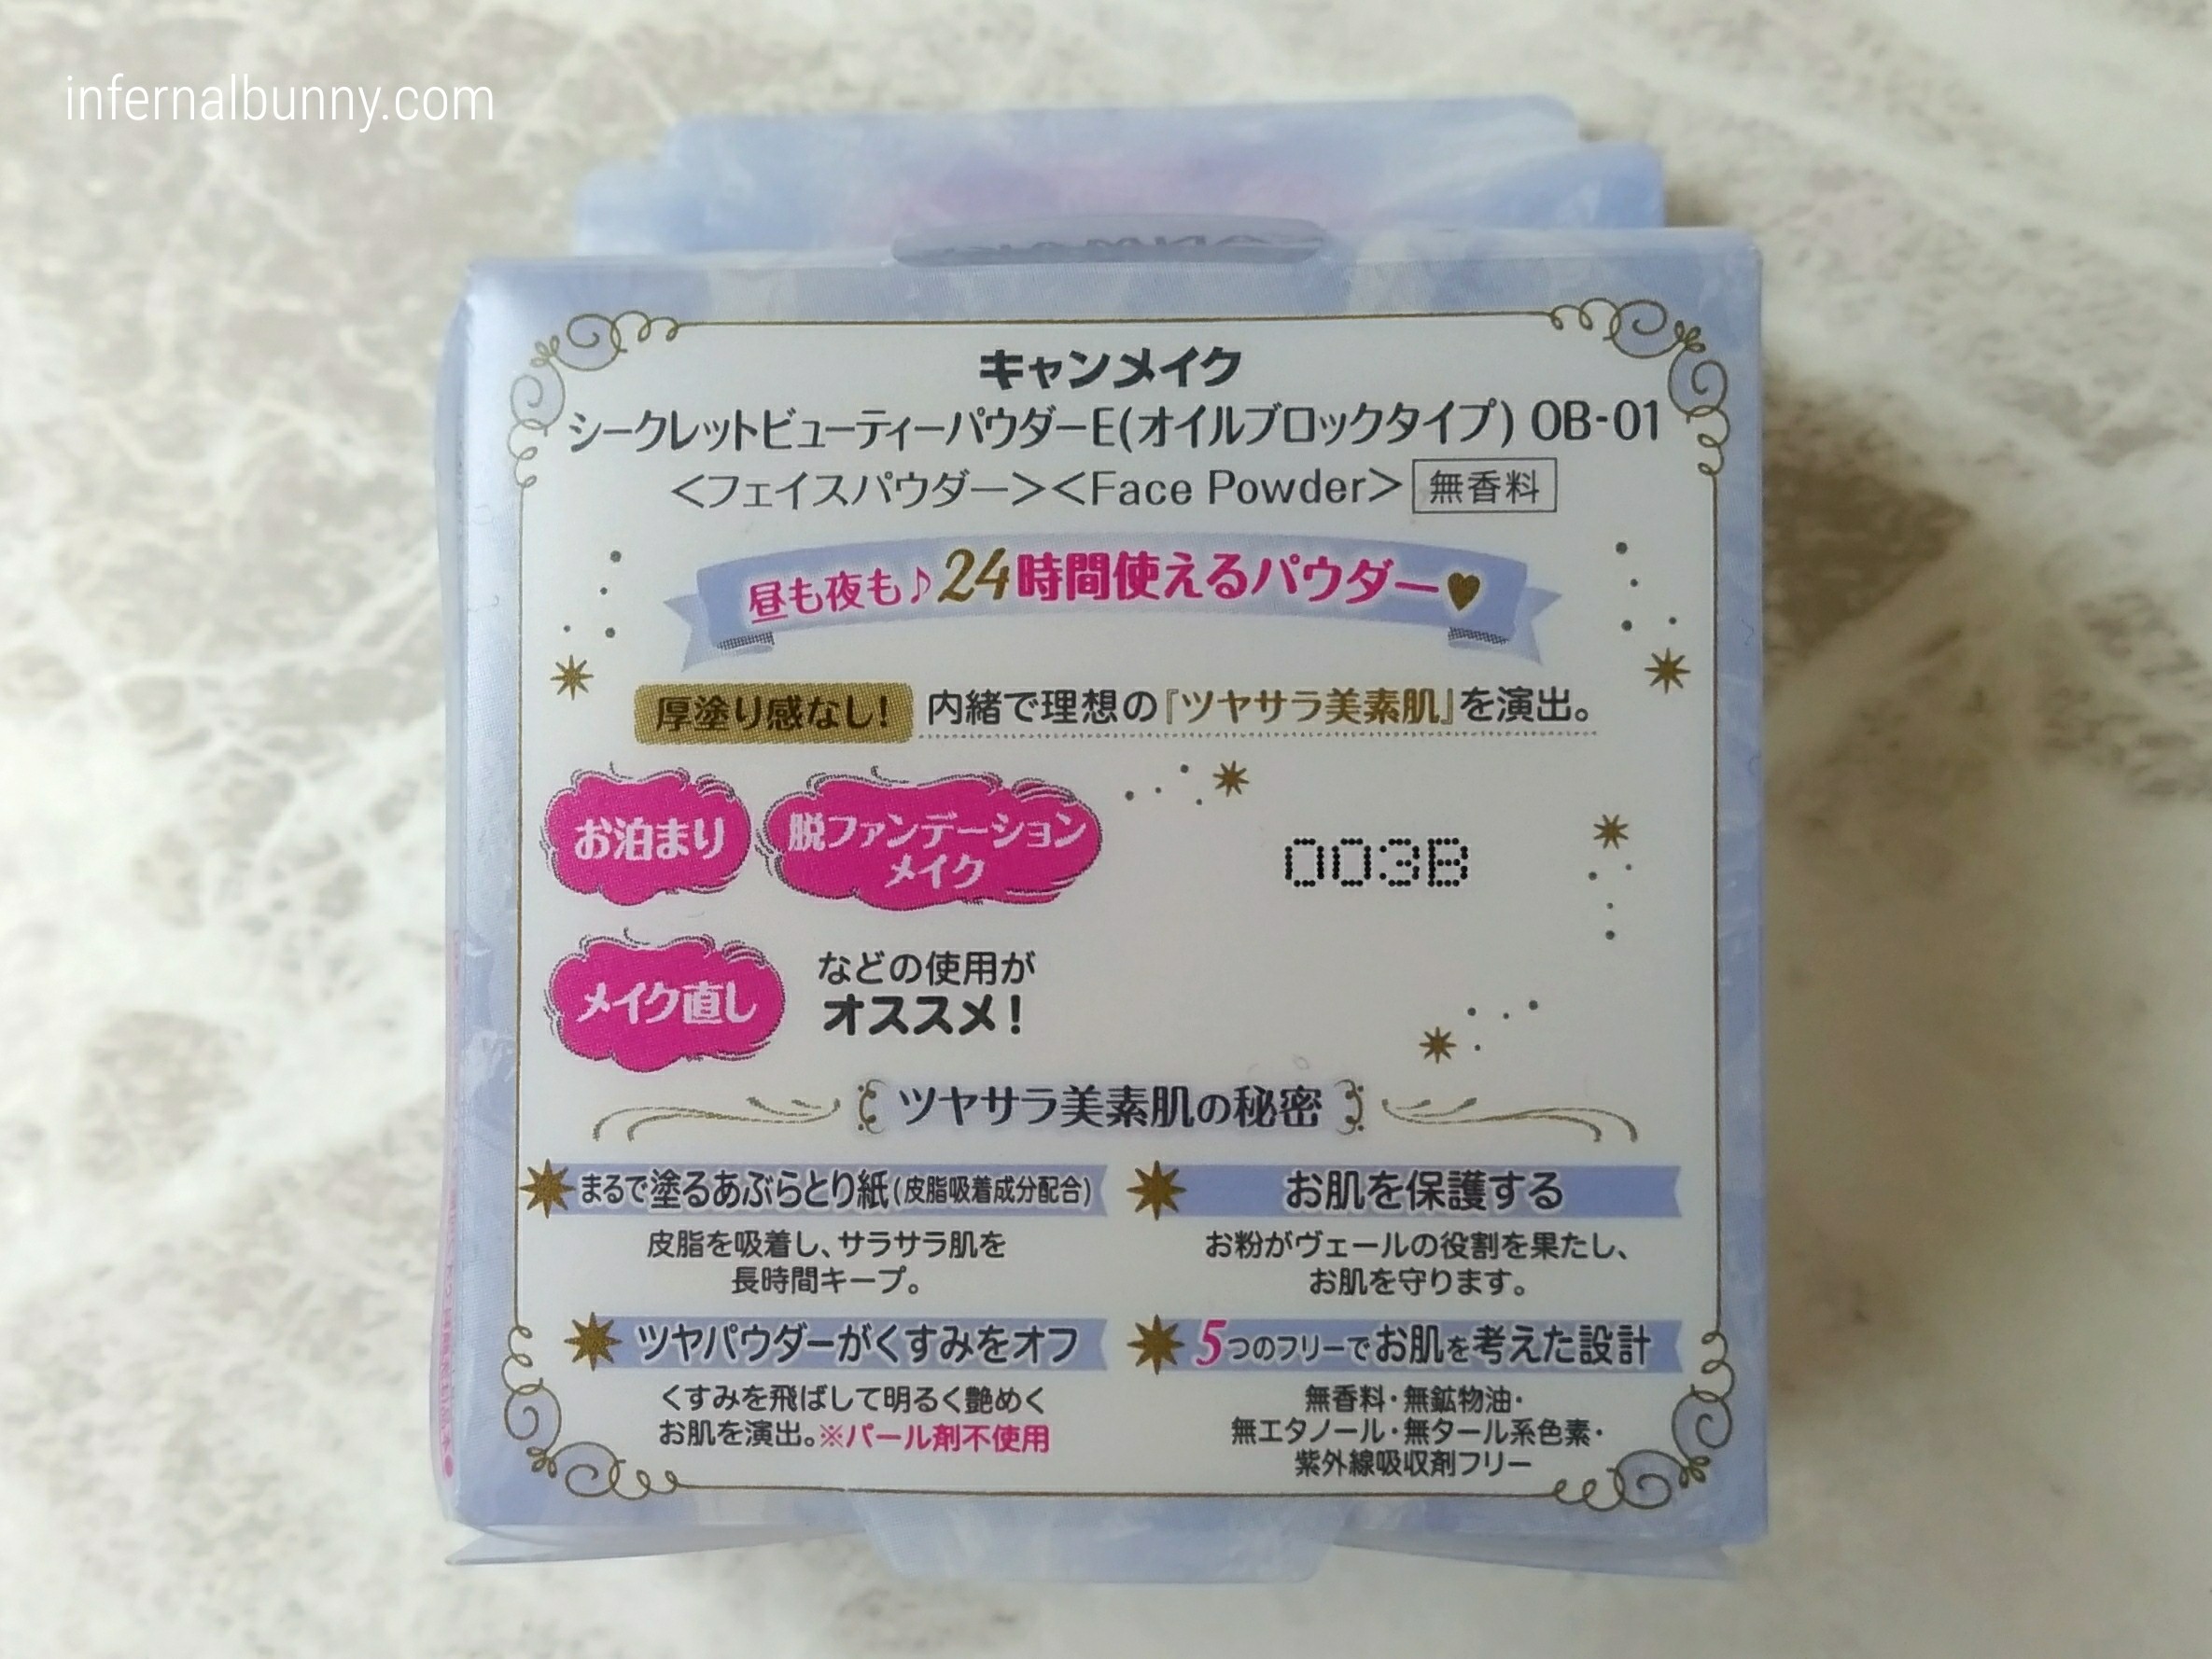 infernalbunny.com
キャンメイク
シークレットビューティーパウダーE(オイルブロックタイプ) OB-01
<フェイスパウダー><Face Powder> 無香料
昼も夜も♪24時間使えるパウダー♥
厚塗り感なし! 内緒で理想の『ツヤサラ美素肌』を演出。
お泊まり 脱ファンデーション
メイク
003B
メイク直し などの使用が
オススメ!
ツヤサラ美素肌の秘密
まるで塗るあぶらとり紙(皮脂吸着成分配合)
皮脂を吸着し、サラサラ肌を
長時間キープ。
お肌を保護する
お粉がヴェールの役割を果たし、
お肌を守ります。
ツヤパウダーがくすみをオフ
くすみを飛ばして明るく艶めく
お肌を演出。※パール剤不使用
5つのフリーでお肌を考えた設計
無香料・無鉱物油・
無エタノール・無タール系色素・
紫外線吸収剤フリー